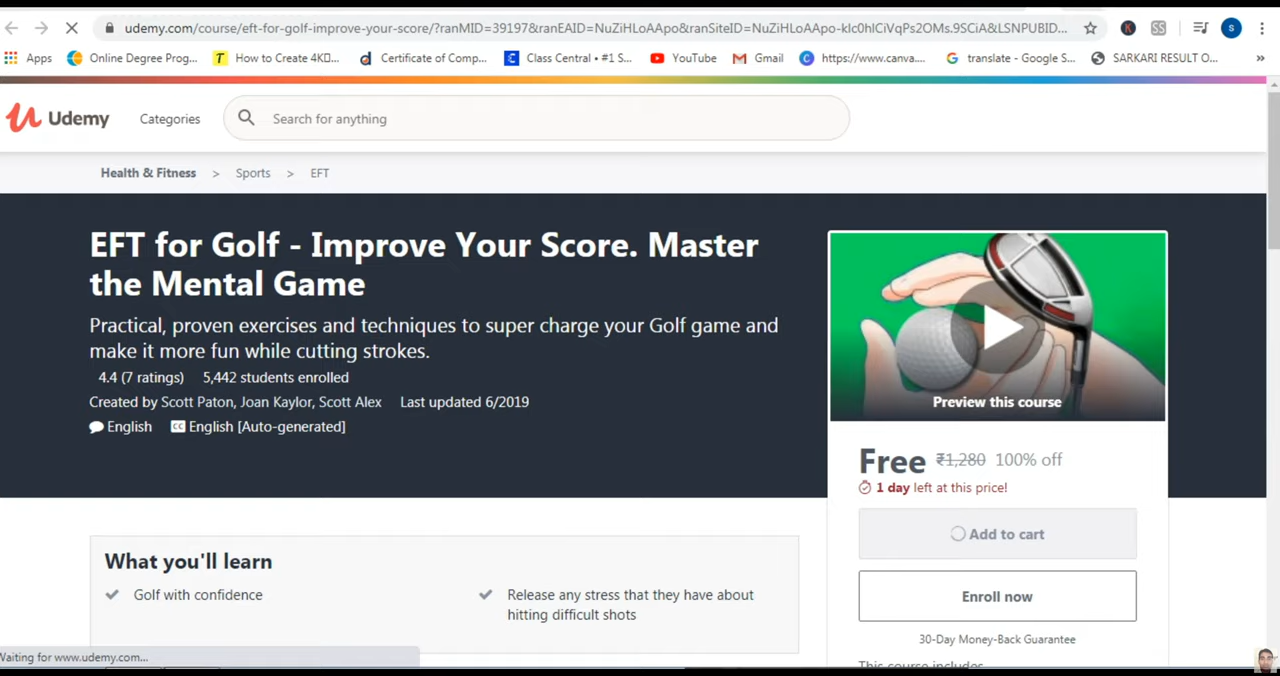 udemy.com/course/eft-for-golf-improve-your-score/?ranMID=39197&ranEAID=NuZiHLoAApo&ranSiteID=NuZiHLoAApo-klc0hlCiVqPs2OMs.9SCiA&LSNPUBID...
Apps Online Degree Prog... How to Create 4K... Certificate of Comp... Class Central • #1 S... YouTube Gmail https://www.canva.... translate - Google S... SARKARI RESULT O... »
Udemy Categories Search for anything
Health & Fitness > Sports > EFT
EFT for Golf - Improve Your Score. Master
the Mental Game
Practical, proven exercises and techniques to super charge your Golf game and
make it more fun while cutting strokes.
4.4 (7 ratings) 5,442 students enrolled
Created by Scott Paton, Joan Kaylor, Scott Alex Last updated 6/2019
English CC English [Auto-generated]
Preview this course
Free ₹1,280 100% off
1 day left at this price!
Add to cart
Enroll now
30-Day Money-Back Guarantee
This course includes
What you'll learn
Golf with confidence
Release any stress that they have about
hitting difficult shots
Waiting for www.udemy.com...